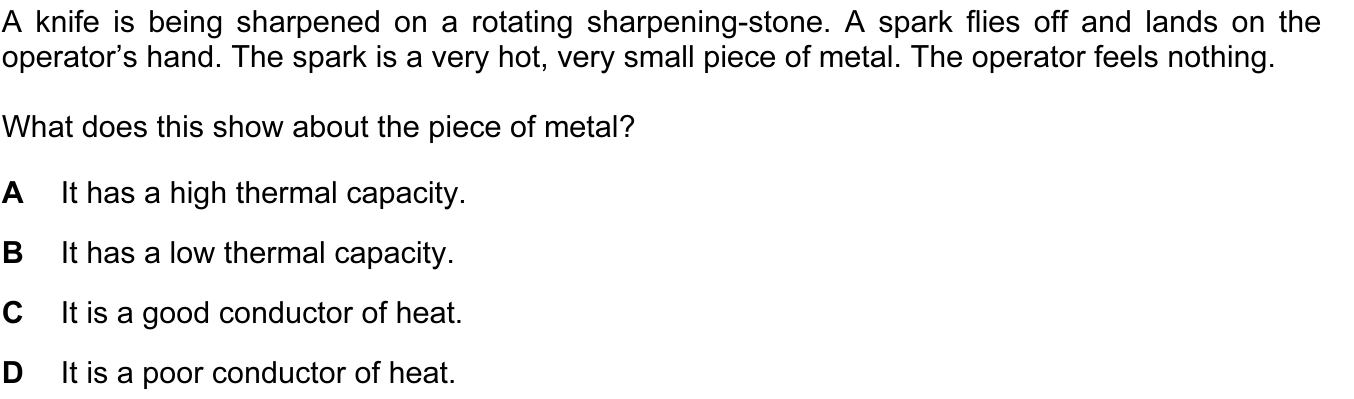 A knife is being sharpened on a rotating sharpening-stone. A spark flies off and lands on the
operator’s hand. The spark is a very hot, very small piece of metal. The operator feels nothing.
What does this show about the piece of metal?
A It has a high thermal capacity.
B It has a low thermal capacity.
C It is a good conductor of heat.
D It is a poor conductor of heat.